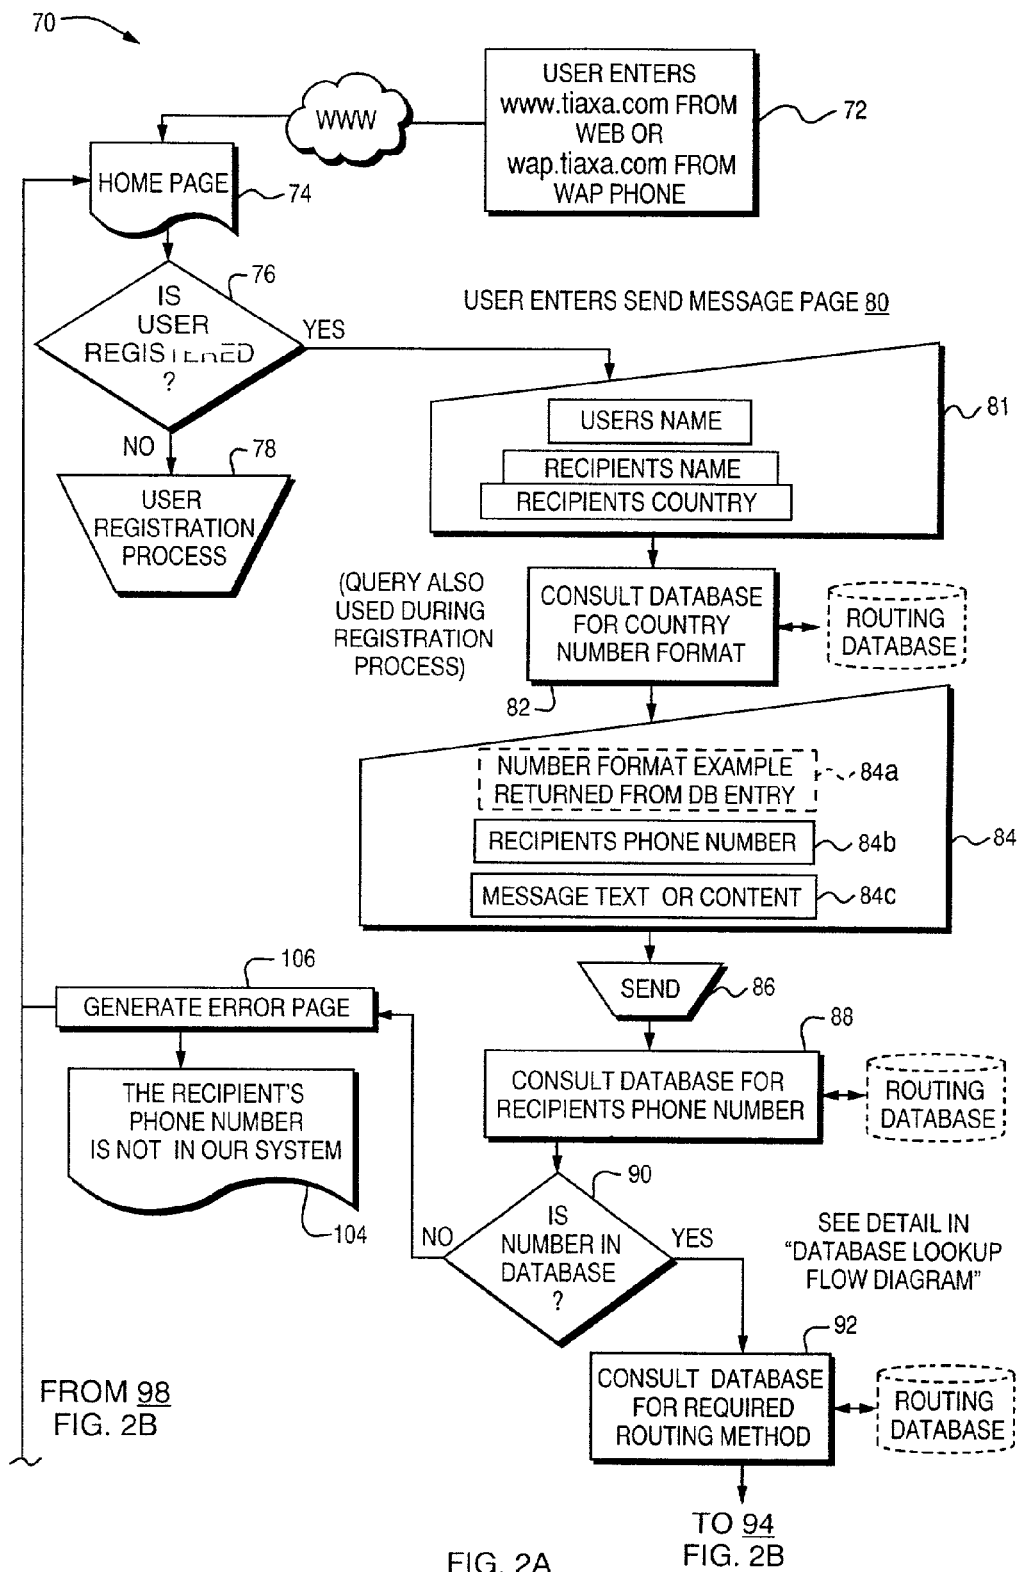 70
USER ENTERS
www.tiaxa.com FROM
WEB OR
wap.tiaxa.com FROM
WAP PHONE
72
WWW
HOME PAGE
74
76
IS
USER
REGISTERED
?
YES
NO
78
USER
REGISTRATION
PROCESS
USER ENTERS SEND MESSAGE PAGE 80
USERS NAME
RECIPIENTS NAME
RECIPIENTS COUNTRY
81
(QUERY ALSO
USED DURING
REGISTRATION
PROCESS)
CONSULT DATABASE
FOR COUNTRY
NUMBER FORMAT
82
ROUTING
DATABASE
NUMBER FORMAT EXAMPLE
RETURNED FROM DB ENTRY
84a
RECIPIENTS PHONE NUMBER
84b
84
MESSAGE TEXT OR CONTENT
84c
SEND
86
106
GENERATE ERROR PAGE
THE RECIPIENT'S
PHONE NUMBER
IS NOT IN OUR SYSTEM
104
88
CONSULT DATABASE FOR
RECIPIENTS PHONE NUMBER
ROUTING
DATABASE
90
IS
NUMBER IN
DATABASE
?
NO
YES
SEE DETAIL IN
“DATABASE LOOKUP
FLOW DIAGRAM”
92
CONSULT DATABASE
FOR REQUIRED
ROUTING METHOD
ROUTING
DATABASE
FROM 98
FIG. 2B
TO 94
FIG. 2B
FIG. 2A